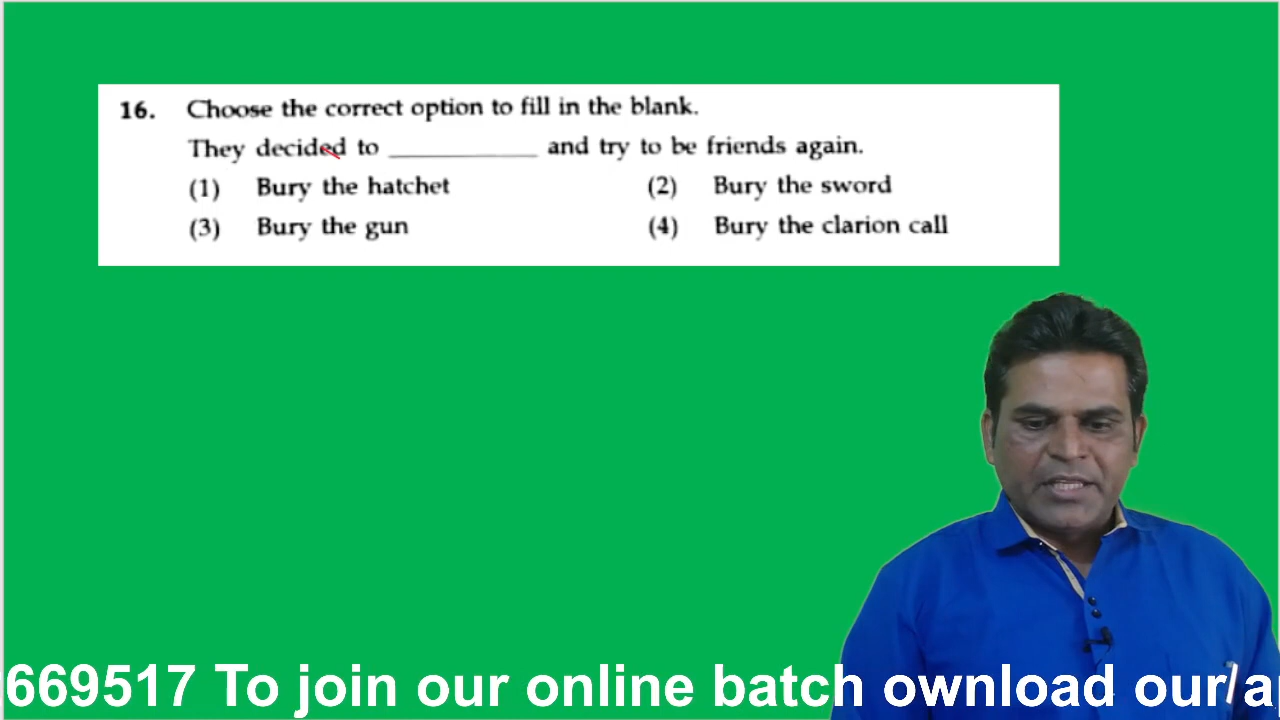 16. Choose the correct option to fill in the blank.
They decided to ____________ and try to be friends again.
(1) Bury the hatchet (2) Bury the sword
(3) Bury the gun (4) Bury the clarion call
669517 To join our online batch ownload our a